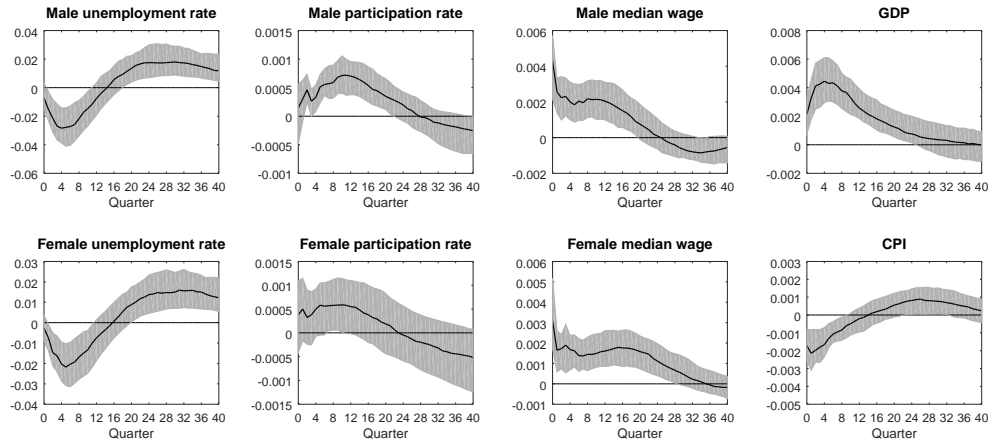 Male unemployment rate
0.04
0.02
0
-0.02
-0.04
-0.06
0 4 8 12 16 20 24 28 32 36 40
Quarter
Male participation rate
0.0015
0.001
0.0005
0
-0.0005
-0.001
0 4 8 12 16 20 24 28 32 36 40
Quarter
Male median wage
0.006
0.004
0.002
0
-0.002
0 4 8 12 16 20 24 28 32 36 40
Quarter
GDP
0.008
0.006
0.004
0.002
0
-0.002
0 4 8 12 16 20 24 28 32 36 40
Quarter
Female unemployment rate
0.03
0.02
0.01
0
-0.01
-0.02
-0.03
-0.04
0 4 8 12 16 20 24 28 32 36 40
Quarter
Female participation rate
0.0015
0.001
0.0005
0
-0.0005
-0.001
-0.0015
0 4 8 12 16 20 24 28 32 36 40
Quarter
Female median wage
0.006
0.004
0.003
0.002
0.001
0
-0.001
0 4 8 12 16 20 24 28 32 36 40
Quarter
CPI
0.003
0.002
0.001
0
-0.001
-0.002
-0.003
-0.004
-0.005
0 4 8 12 16 20 24 28 32 36 40
Quarter